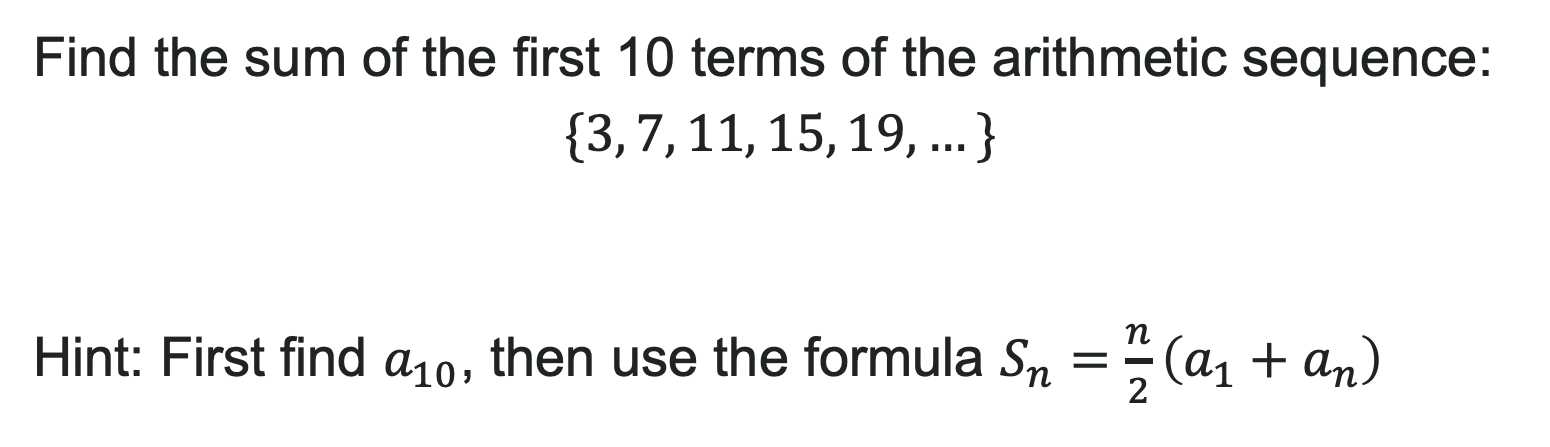 Find the sum of the first 10 terms of the arithmetic sequence:
{3, 7, 11, 15, 19, ... }
Hint: First find a₁₀, then use the formula Sₙ = n/2 (a₁ + aₙ)